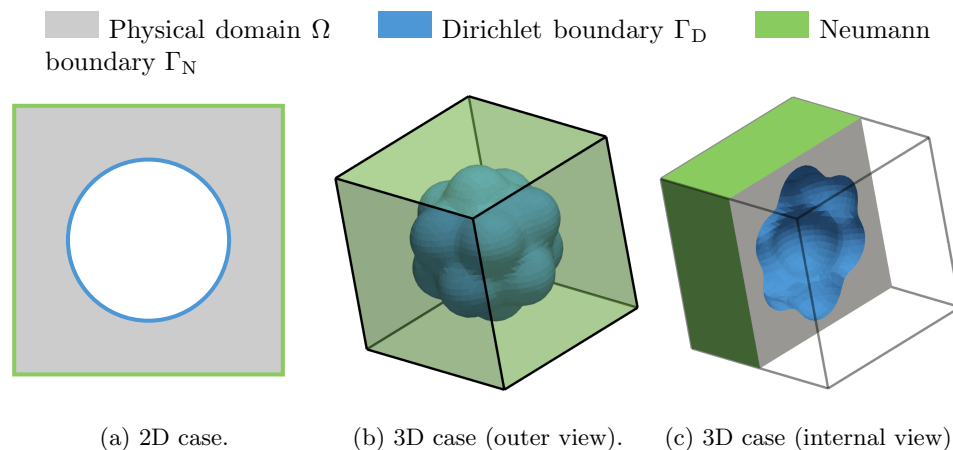 Physical domain Ω Dirichlet boundary Γ_D Neumann
boundary Γ_N
(a) 2D case. (b) 3D case (outer view). (c) 3D case (internal view)